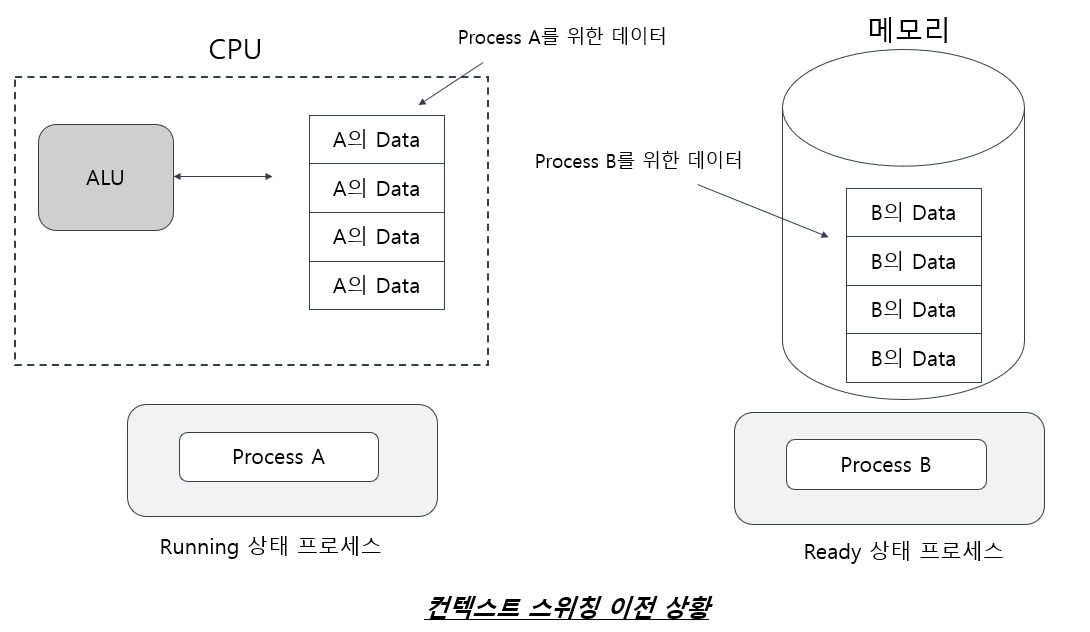 CPU
Process A를 위한 데이터
메모리
ALU
A의 Data
A의 Data
A의 Data
A의 Data
Process B를 위한 데이터
B의 Data
B의 Data
B의 Data
B의 Data
Process A
Running 상태 프로세스
Process B
Ready 상태 프로세스
컨텍스트 스위칭 이전 상황